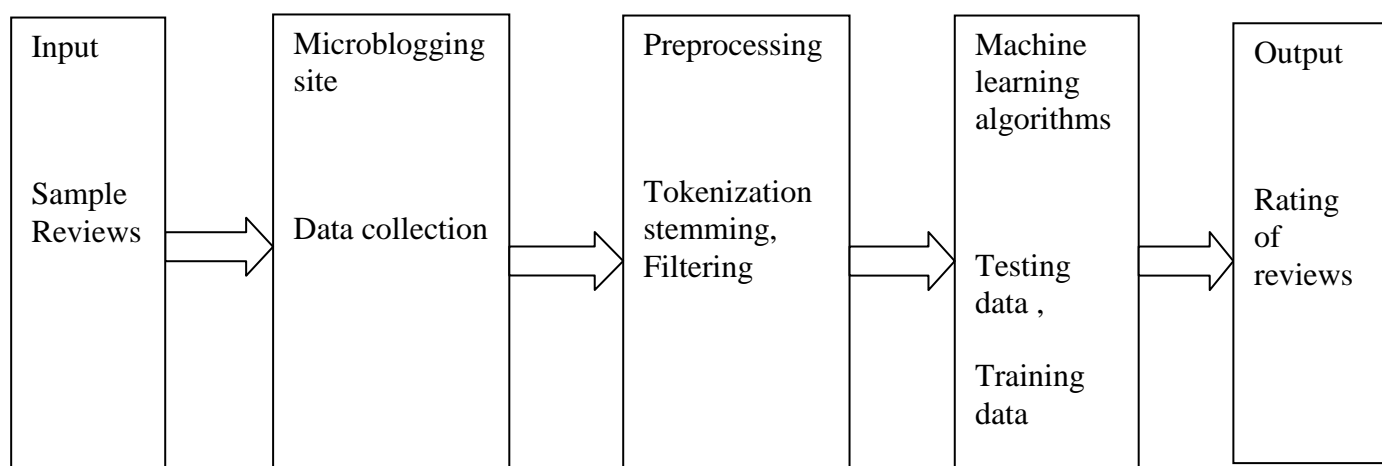 Input
Sample
Reviews
Microblogging
site
Data collection
Preprocessing
Tokenization
stemming,
Filtering
Machine
learning
algorithms
Testing
data ,
Training
data
Output
Rating
of
reviews